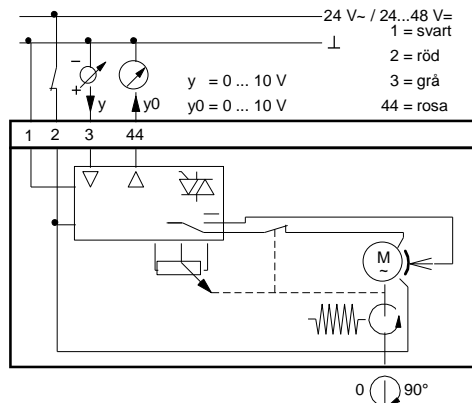 24 V~ / 24...48 V=
1 = svart
⊥
2 = röd
− + y y0
y = 0 ... 10 V
3 = grå
y0 = 0 ... 10 V
44 = rosa
1 2 3 44
M
~
0 90°